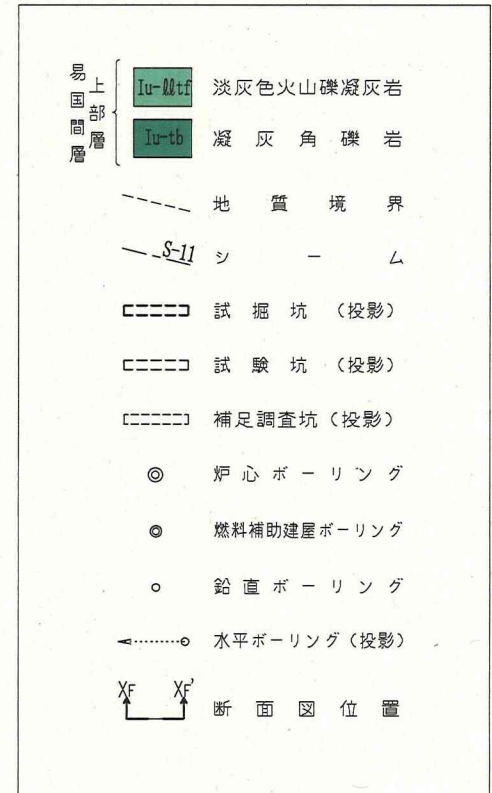 易国間層
上部層
Iu-lltf 淡灰色火山礫凝灰岩
Iu-tb 凝灰角礫岩
地質境界
S-11 シーム
試掘坑(投影)
試験坑(投影)
補足調査坑(投影)
炉心ボーリング
燃料補助建屋ボーリング
鉛直ボーリング
水平ボーリング(投影)
XF XF' 断面図位置